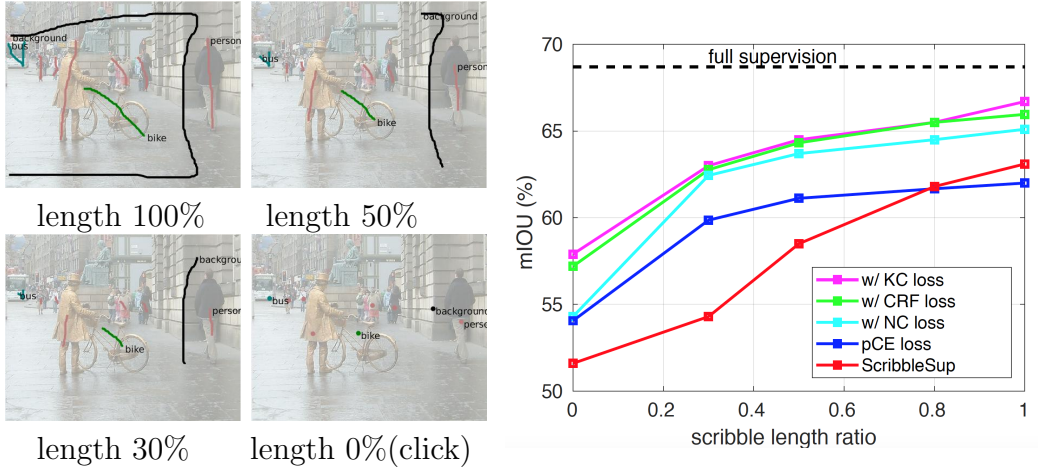 background
bus
person
bike
length 100%
background
bus
person
bike
length 50%
backgrou
bus
person
bike
length 30%
bus
background
perse
bike
length 0%(click)
70
65
60
55
50
mIOU (%)
full supervision
w/ KC loss
w/ CRF loss
w/ NC loss
pCE loss
ScribbleSup
0
0.2
0.4
0.6
0.8
1
scribble length ratio